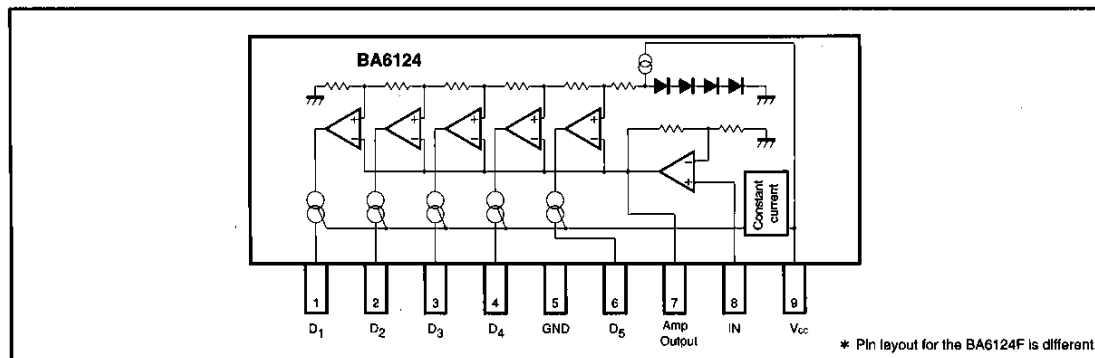 BA6124
+
−
+
−
+
−
+
−
+
−
−
+
Constant
current
1 2 3 4 5 6 7 8 9
D1 D2 D3 D4 GND D5 Amp Output IN Vcc
* Pin layout for the BA6124F is different.